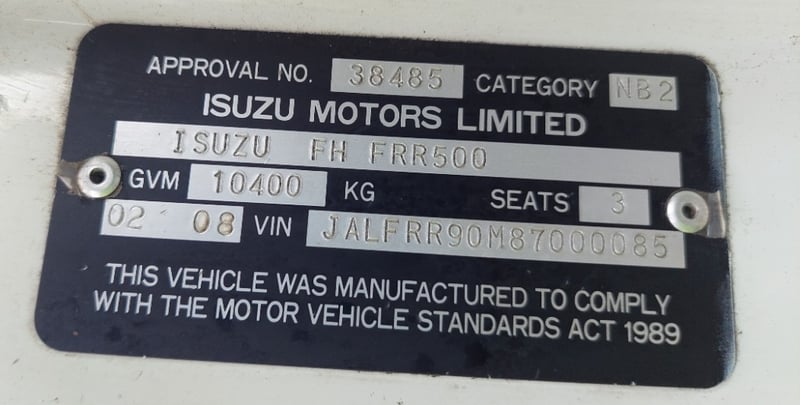 APPROVAL NO. 38485 CATEGORY NB2
ISUZU MOTORS LIMITED
ISUZU FH FRR500
GVM 10400 KG SEATS 3
02 08 VIN JALFRR90M87000085
THIS VEHICLE WAS MANUFACTURED TO COMPLY
WITH THE MOTOR VEHICLE STANDARDS ACT 1989